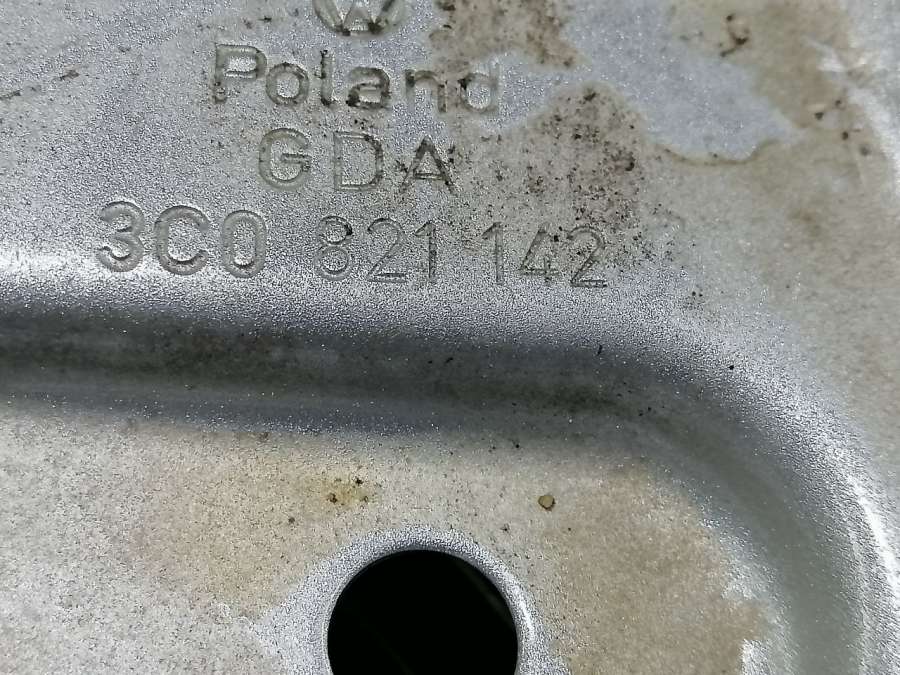 Poland
GDA
3C0 821 142